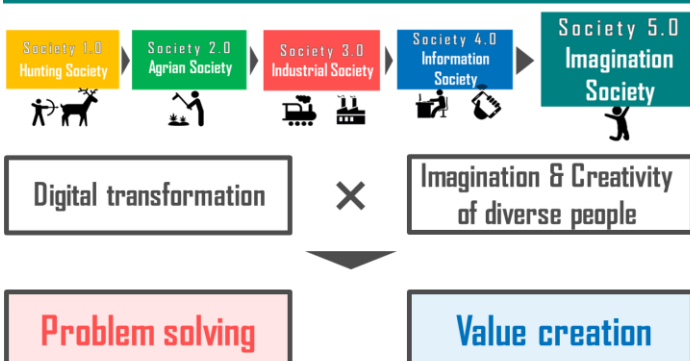 Society 1.0
Hunting Society
Society 2.0
Agrian Society
Society 3.0
Industrial Society
Society 4.0
Information
Society
Society 5.0
Imagination
Society
Digital transformation
×
Imagination & Creativity
of diverse people
Problem solving
Value creation